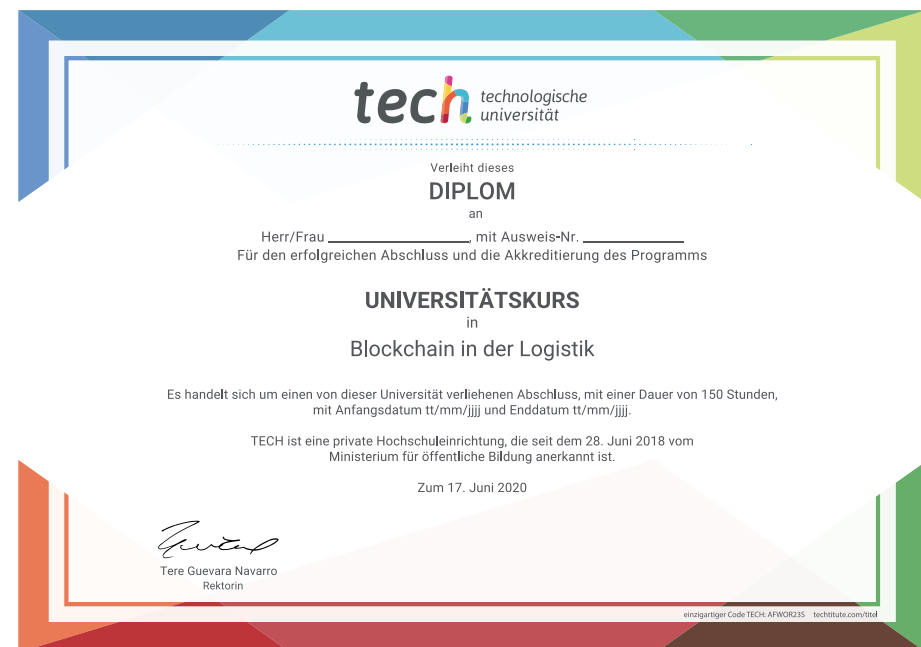 tech technologische
universität
Verleiht dieses
DIPLOM
an
Herr/Frau ____________________, mit Ausweis-Nr. ______________
Für den erfolgreichen Abschluss und die Akkreditierung des Programms
UNIVERSITÄTSKURS
in
Blockchain in der Logistik
Es handelt sich um einen von dieser Universität verliehenen Abschluss, mit einer Dauer von 150 Stunden,
mit Anfangsdatum tt/mm/jjjj und Enddatum tt/mm/jjjj.
TECH ist eine private Hochschuleinrichtung, die seit dem 28. Juni 2018 vom
Ministerium für öffentliche Bildung anerkannt ist.
Zum 17. Juni 2020
Tere Guevara Navarro
Rektorin
einzigartiger Code TECH: AFWOR23S techtitute.com/titel